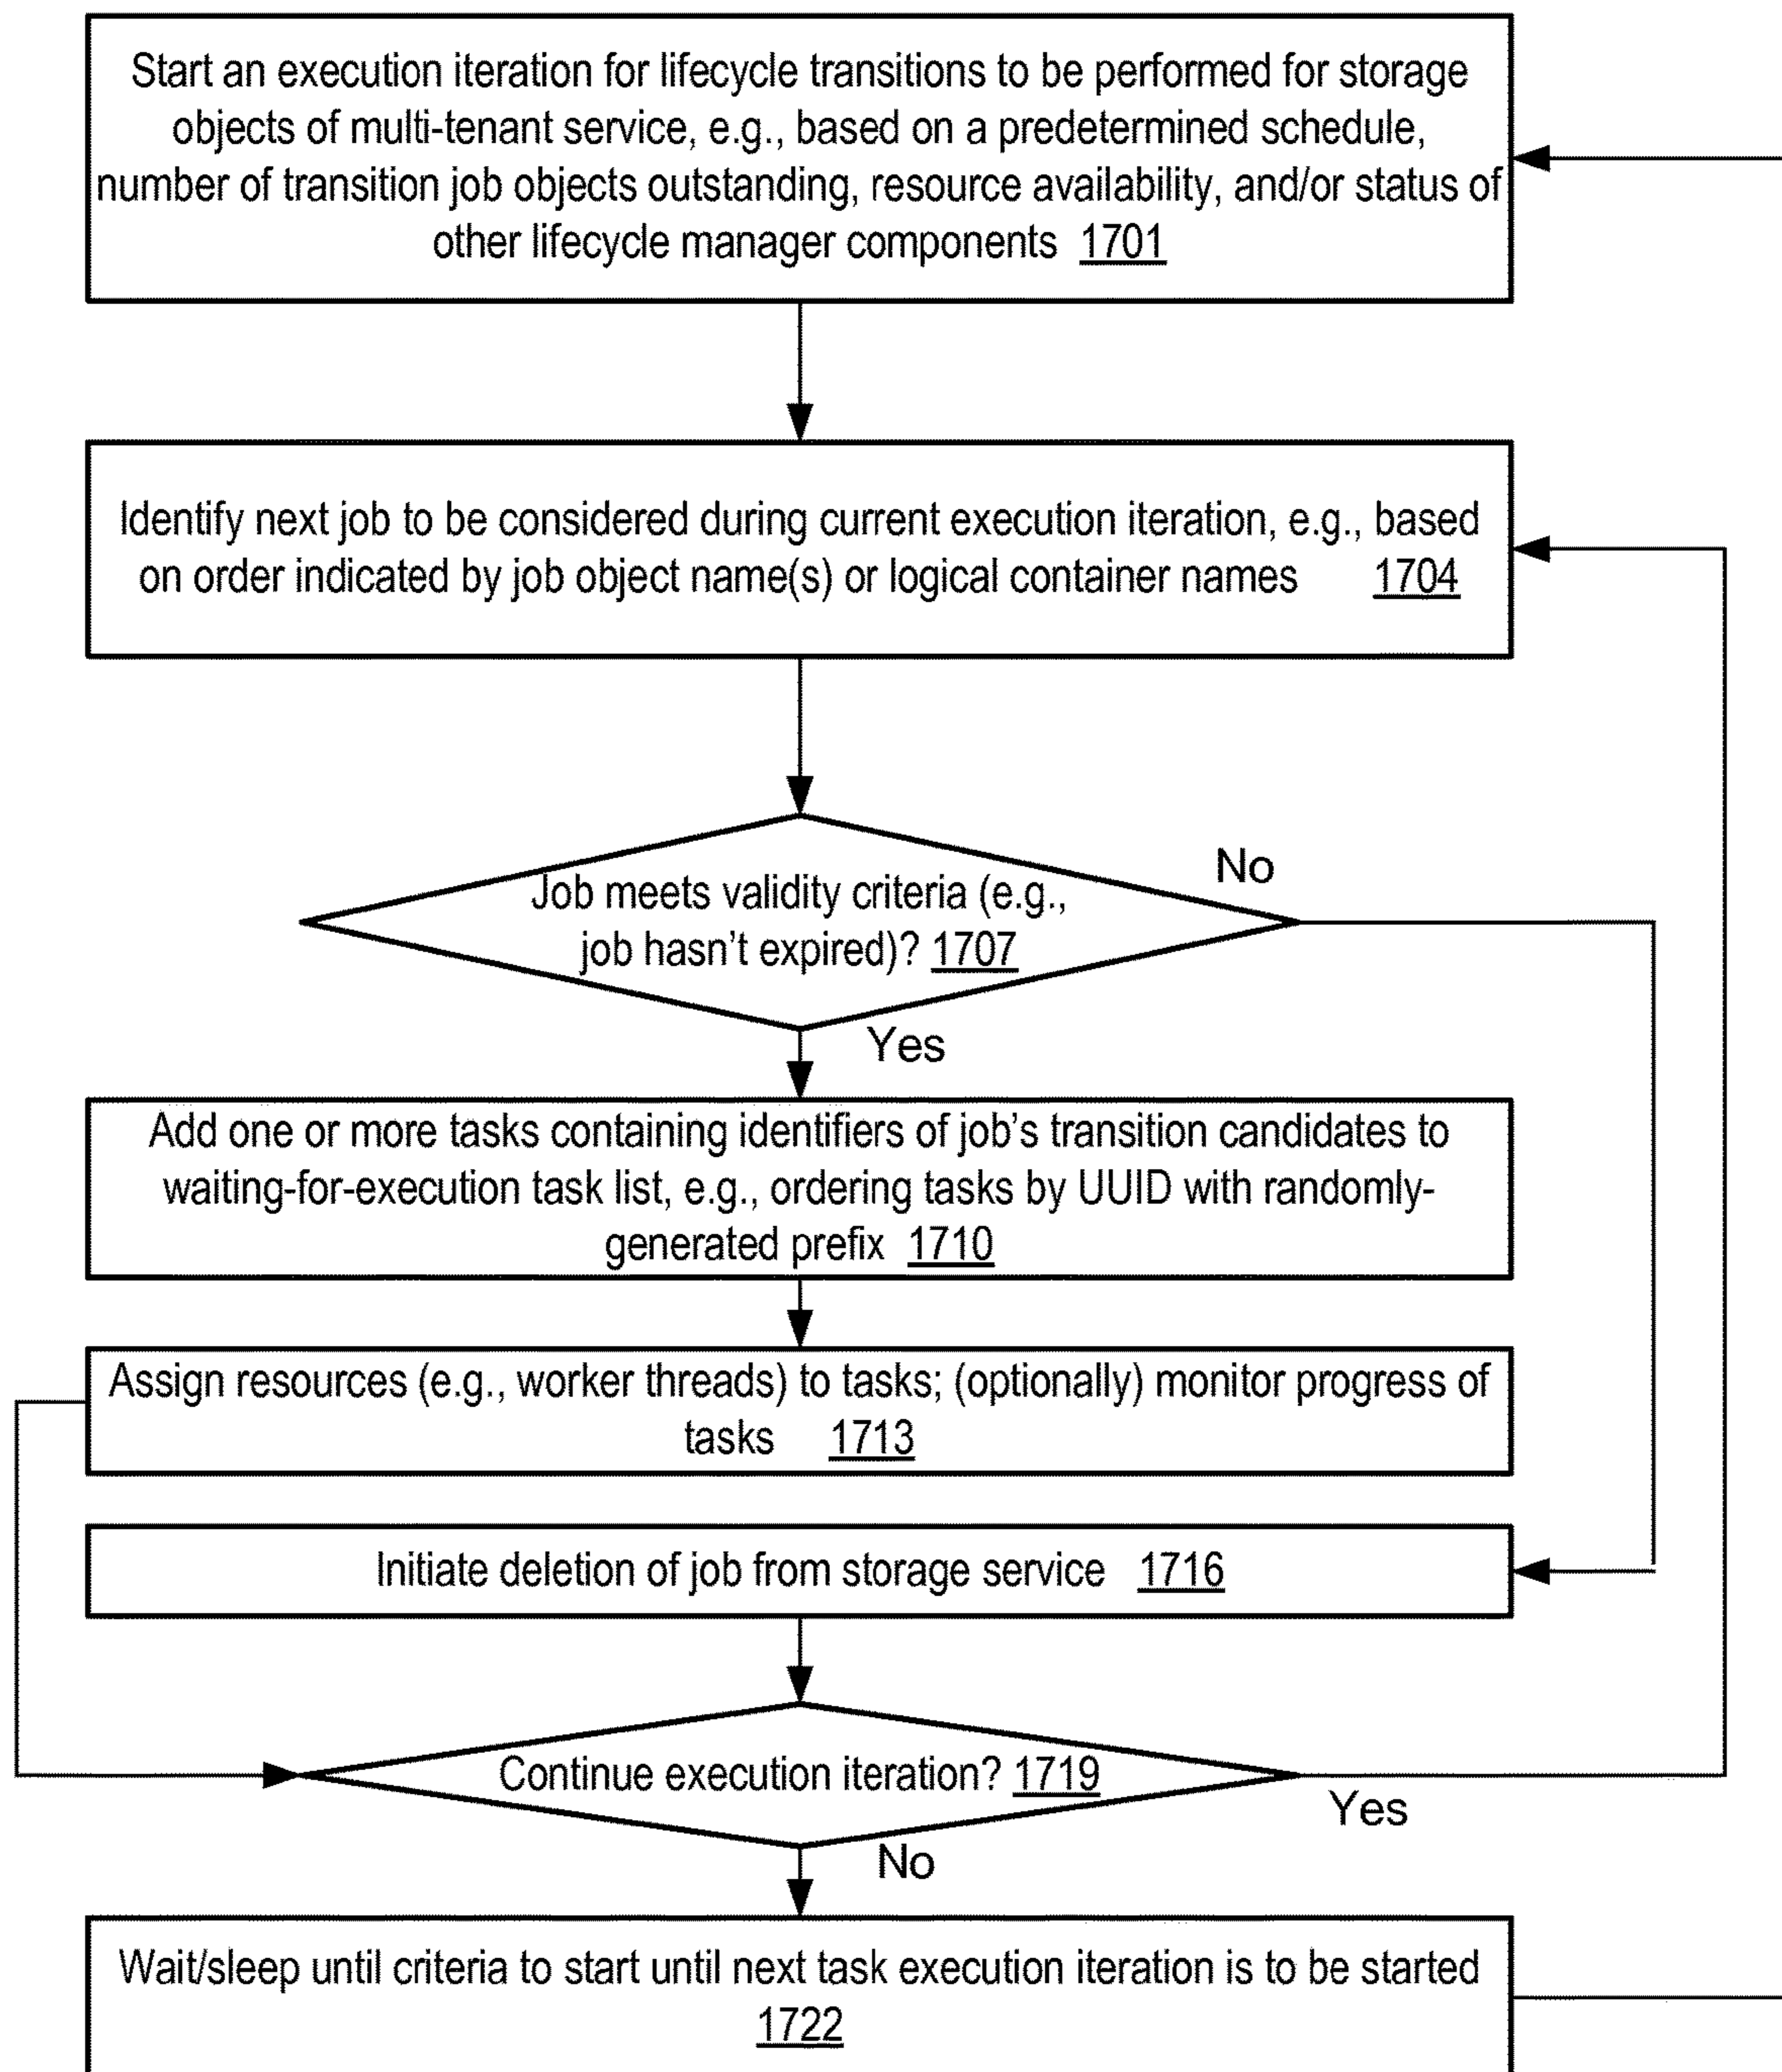 Start an execution iteration for lifecycle transitions to be performed for storage
objects of multi-tenant service, e.g., based on a predetermined schedule,
number of transition job objects outstanding, resource availability, and/or status of
other lifecycle manager components 1701
Identify next job to be considered during current execution iteration, e.g., based
on order indicated by job object name(s) or logical container names 1704
No
Job meets validity criteria (e.g.,
job hasn't expired)? 1707
Yes
Add one or more tasks containing identifiers of job's transition candidates to
waiting-for-execution task list, e.g., ordering tasks by UUID with randomly-
generated prefix 1710
Assign resources (e.g., worker threads) to tasks; (optionally) monitor progress of
tasks 1713
Initiate deletion of job from storage service 1716
Continue execution iteration? 1719
Yes
No
Wait/sleep until criteria to start until next task execution iteration is to be started
1722